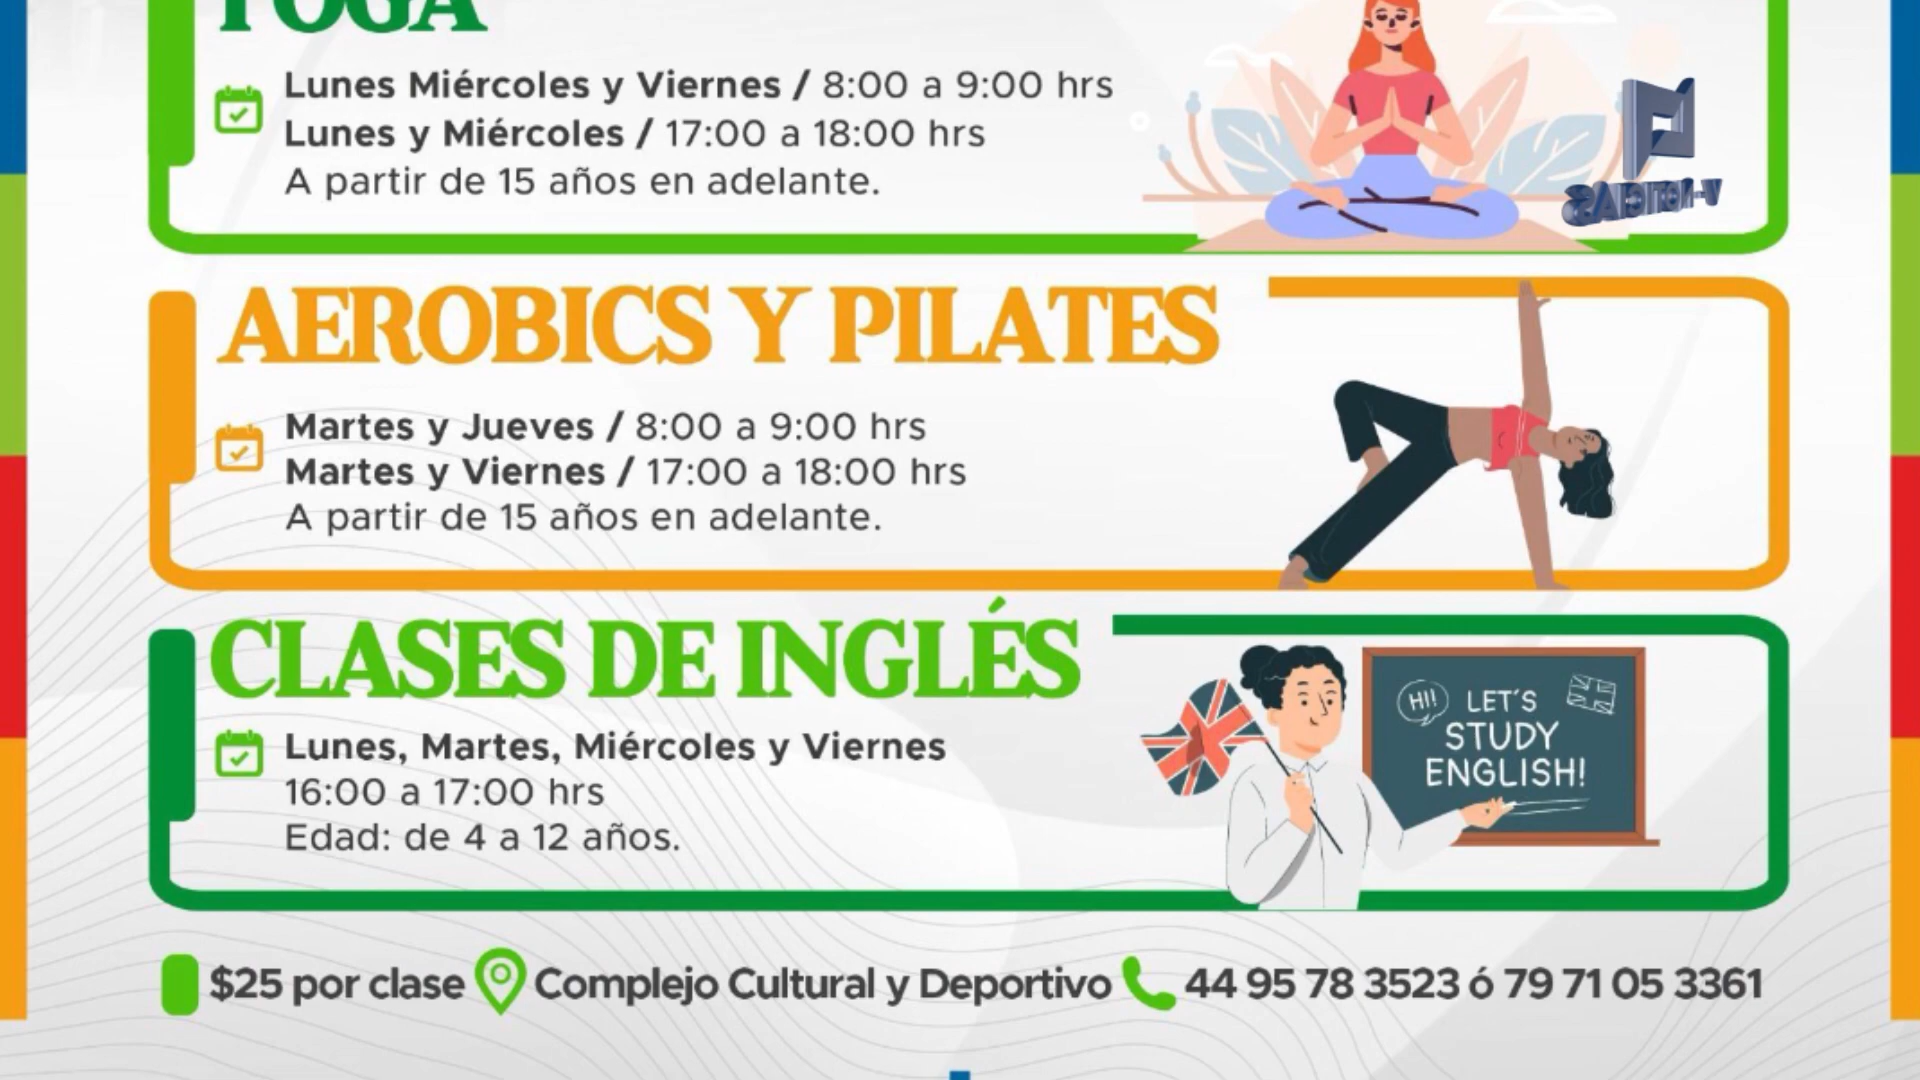 YOGA
Lunes Miércoles y Viernes / 8:00 a 9:00 hrs
Lunes y Miércoles / 17:00 a 18:00 hrs
A partir de 15 años en adelante.
V-NOTICIAS
AEROBICS Y PILATES
Martes y Jueves / 8:00 a 9:00 hrs
Martes y Viernes / 17:00 a 18:00 hrs
A partir de 15 años en adelante.
CLASES DE INGLÉS
Lunes, Martes, Miércoles y Viernes
16:00 a 17:00 hrs
Edad: de 4 a 12 años.
HI!
LET'S
STUDY
ENGLISH!
$25 por clase Complejo Cultural y Deportivo 44 95 78 3523 ó 79 71 05 3361